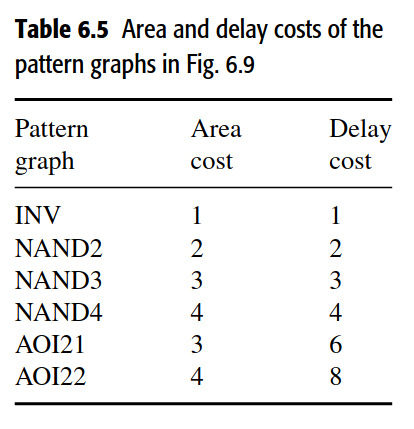 Table 6.5 Area and delay costs of the
pattern graphs in Fig. 6.9
Pattern Area Delay
graph cost cost
INV 1 1
NAND2 2 2
NAND3 3 3
NAND4 4 4
AOI21 3 6
AOI22 4 8